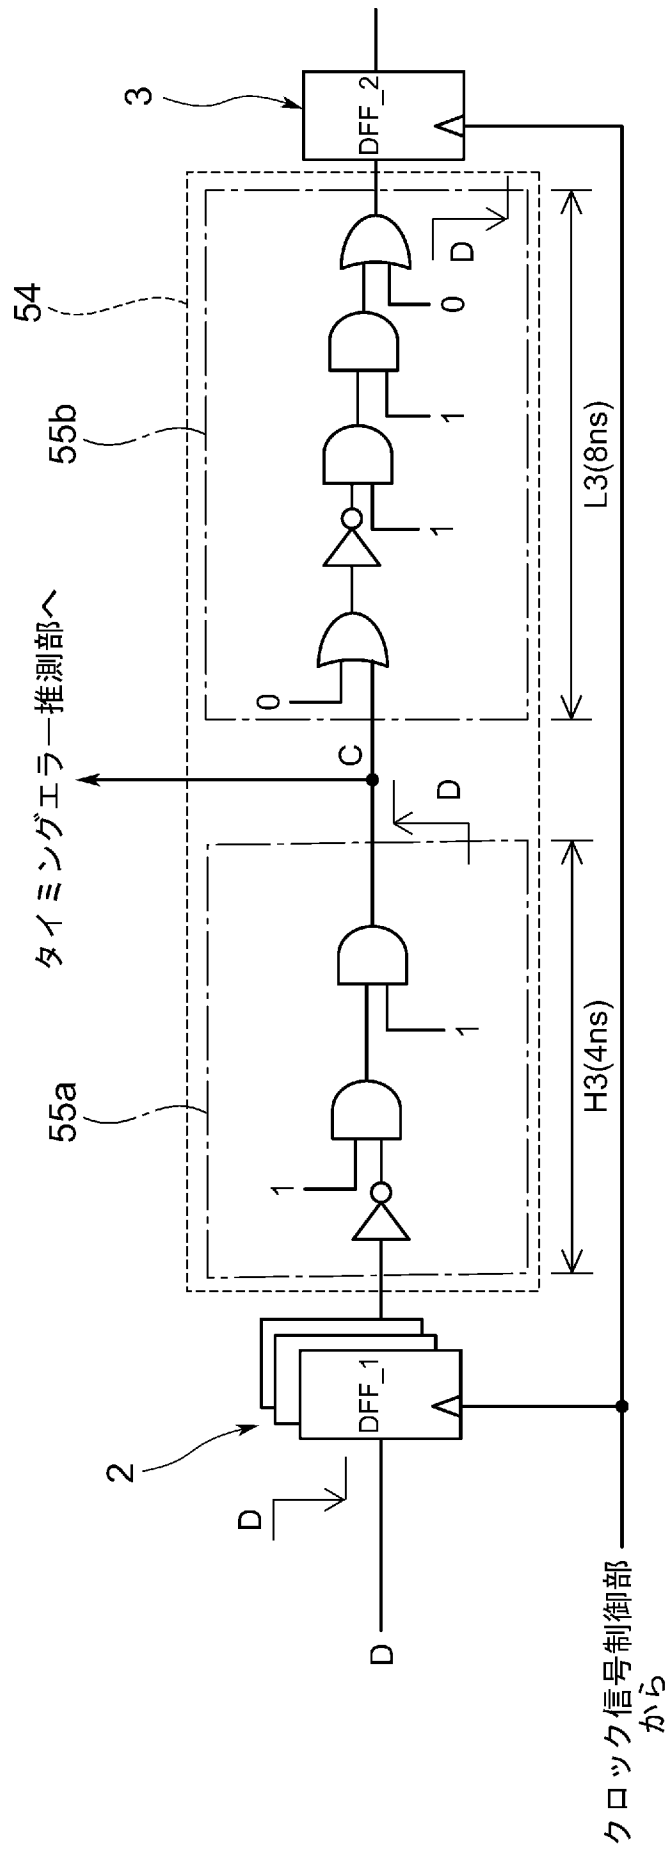 タイミングエラー推測部へ
54
55a
55b
2
3
D
D
DFF_1
1
1
D
C
0
1
1
0
D
DFF_2
H3(4ns)
L3(8ns)
クロック信号制御部
から